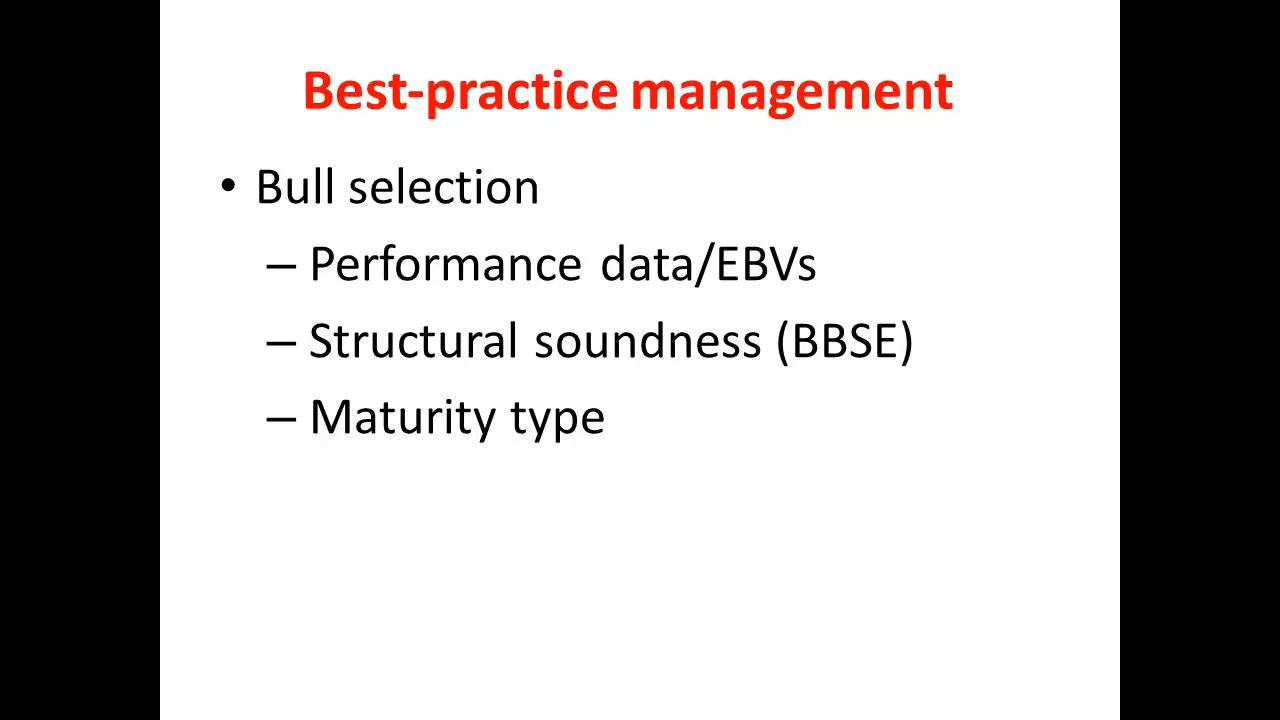 Best-practice management
• Bull selection
– Performance data/EBVs
– Structural soundness (BBSE)
– Maturity type